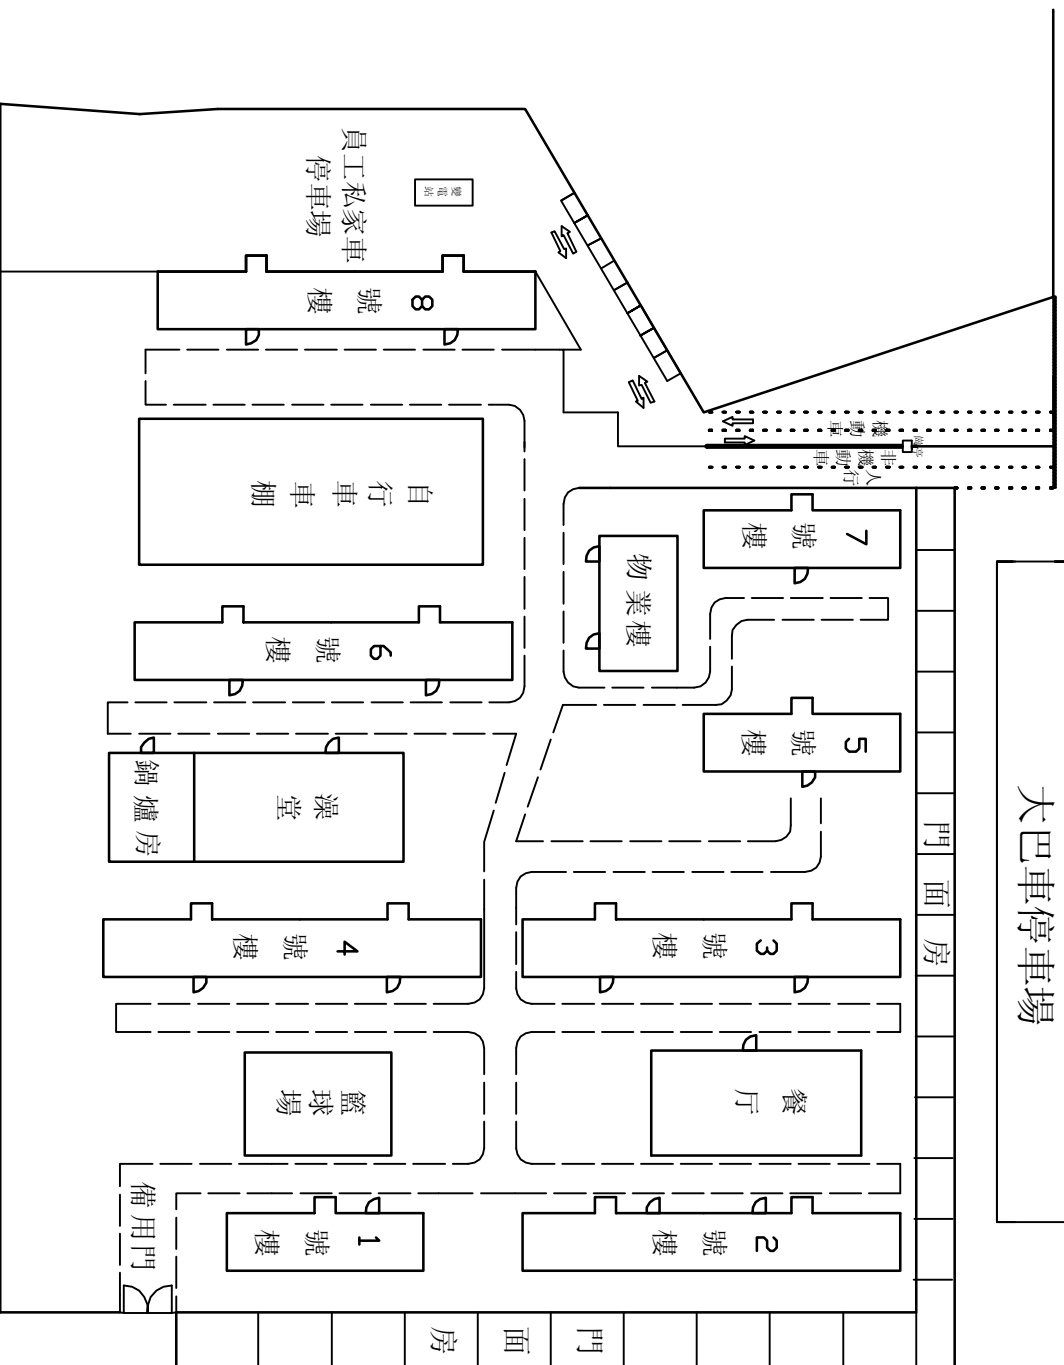 大巴車停車場
門面房
機動車
崗亭
非機動車
人行
7號樓
5號樓
3號樓
餐厅
2號樓
物業樓
門面房
變電站
員工私家車
停車場
8號樓
自行車車棚
6號樓
澡堂
鍋爐房
4號樓
籃球場
1號樓
備用門